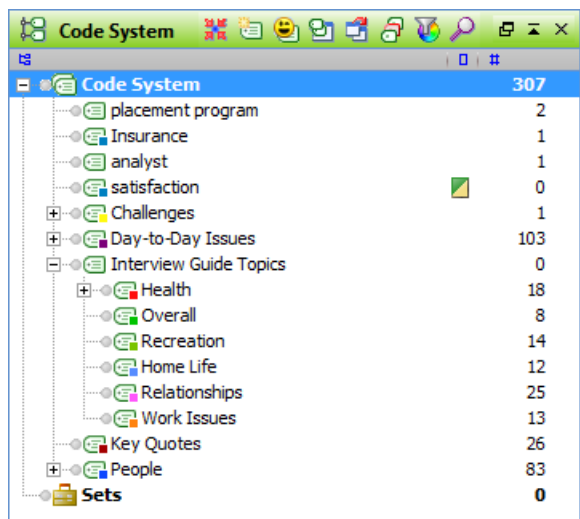 Code System
#
Code System 307
placement program 2
Insurance 1
analyst 1
satisfaction 0
Challenges 1
Day-to-Day Issues 103
Interview Guide Topics 0
Health 18
Overall 8
Recreation 14
Home Life 12
Relationships 25
Work Issues 13
Key Quotes 26
People 83
Sets 0